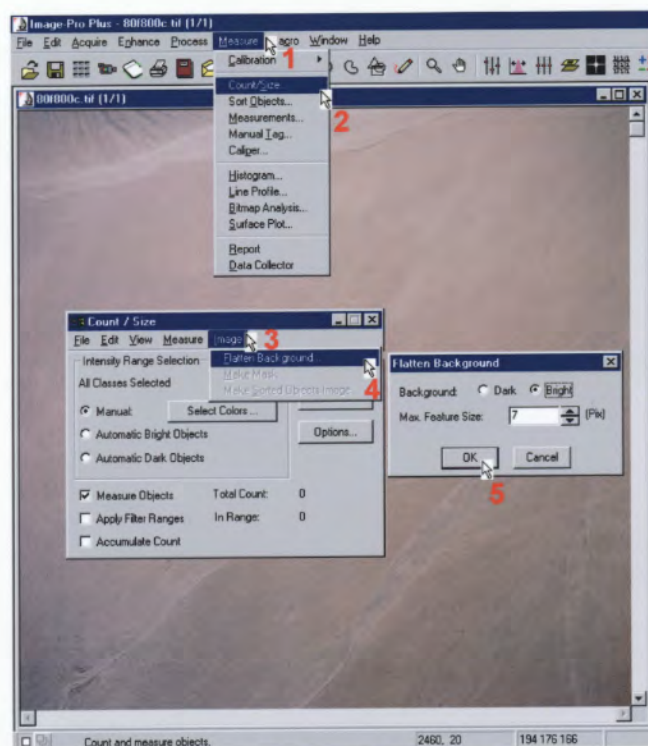 Image-Pro Plus - 80f800c.tif (1/1)
File Edit Acquire Enhance Process Measure Macro Window Help
1
80f800c.tif (1/1)
Calibration
Count/Size...
2
Sort Objects...
Measurements...
Manual Tag...
Caliper...
Histogram...
Line Profile...
Bitmap Analysis...
Surface Plot...
Report
Data Collector
Count / Size
File Edit View Measure Image
3
Flatten Background
4
Make Mask...
Make Sorted Objects Image...
Intensity Range Selection
All Classes Selected
Manual: Select Colors ...
Automatic Bright Objects
Automatic Dark Objects
Options...
Measure Objects Total Count: 0
Apply Filter Ranges In Range: 0
Accumulate Count
Flatten Background
Background: Dark Bright
Max. Feature Size: 7 (Pix)
OK Cancel
5
Count and measure objects. 2460, 20 194 176 166